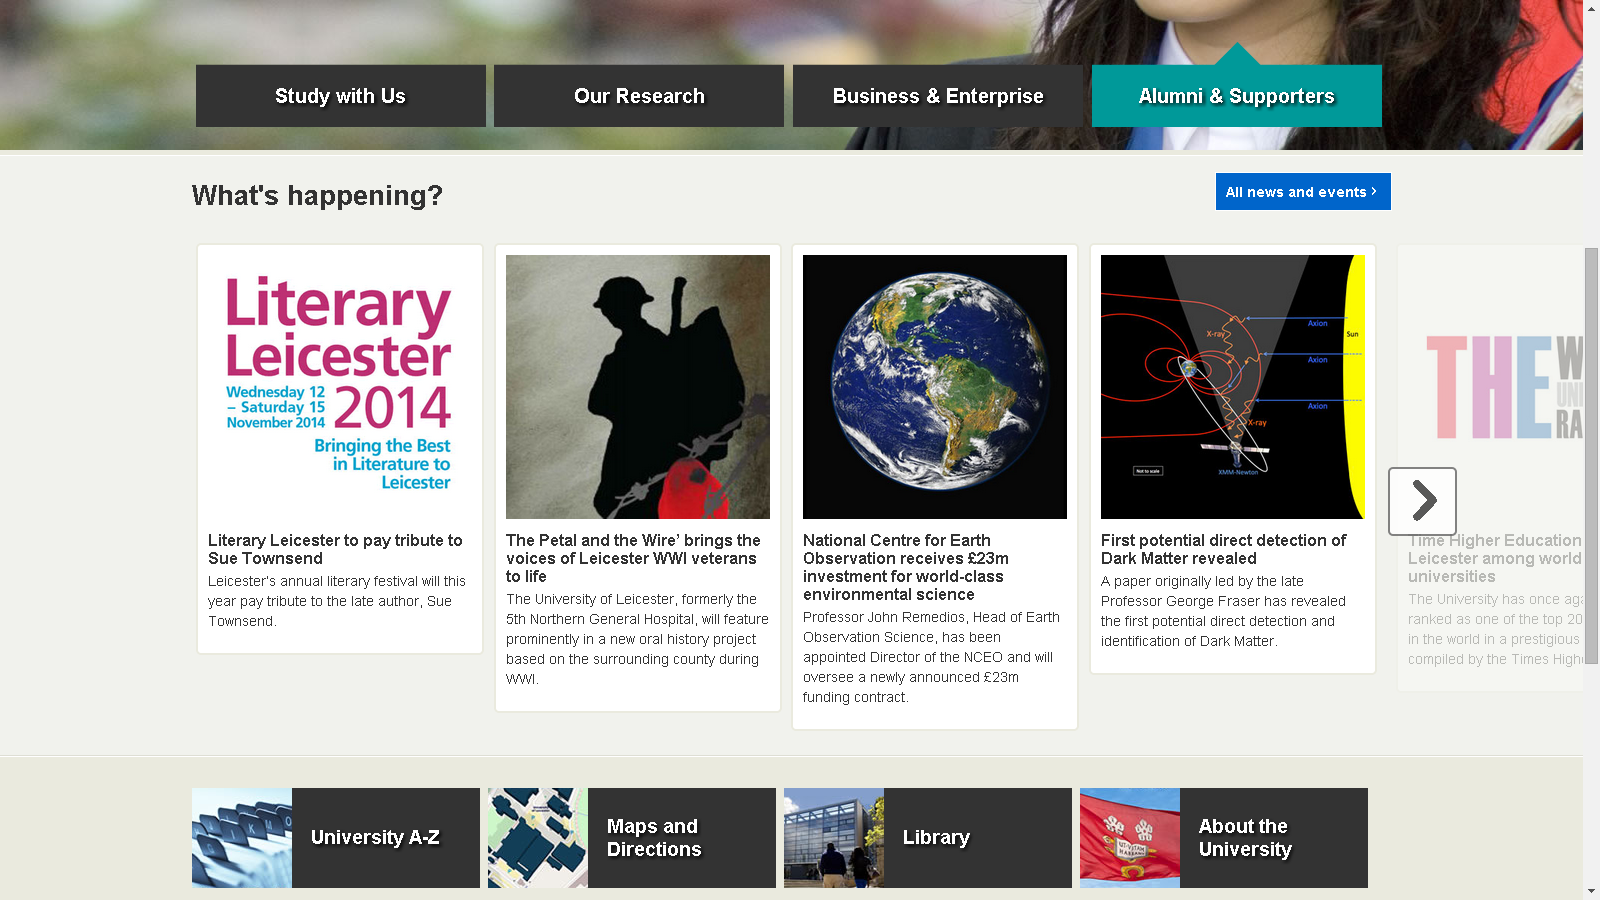 Study with Us
Our Research
Business & Enterprise
Alumni & Supporters
What's happening?
All news and events ›
Literary
Leicester
Wednesday 12
– Saturday 15
November 2014
2014
Bringing the Best
in Literature to
Leicester
Literary Leicester to pay tribute to
Sue Townsend
Leicester's annual literary festival will this
year pay tribute to the late author, Sue
Townsend.
The Petal and the Wire’ brings the
voices of Leicester WWI veterans
to life
The University of Leicester, formerly the
5th Northern General Hospital, will feature
prominently in a new oral history project
based on the surrounding county during
WWI.
National Centre for Earth
Observation receives £23m
investment for world-class
environmental science
Professor John Remedios, Head of Earth
Observation Science, has been
appointed Director of the NCEO and will
oversee a newly announced £23m
funding contract.
X-ray
Axion
Sun
Axion
Axion
X-ray
Not to scale
XMM-Newton
First potential direct detection of
Dark Matter revealed
A paper originally led by the late
Professor George Fraser has revealed
the first potential direct detection and
identification of Dark Matter.
THE
Time Higher Education
Leicester among world
universities
The University has once
ranked as one of the top 20
in the world in a prestigious
compiled by the Times
University A-Z
Maps and
Directions
Library
About the
University